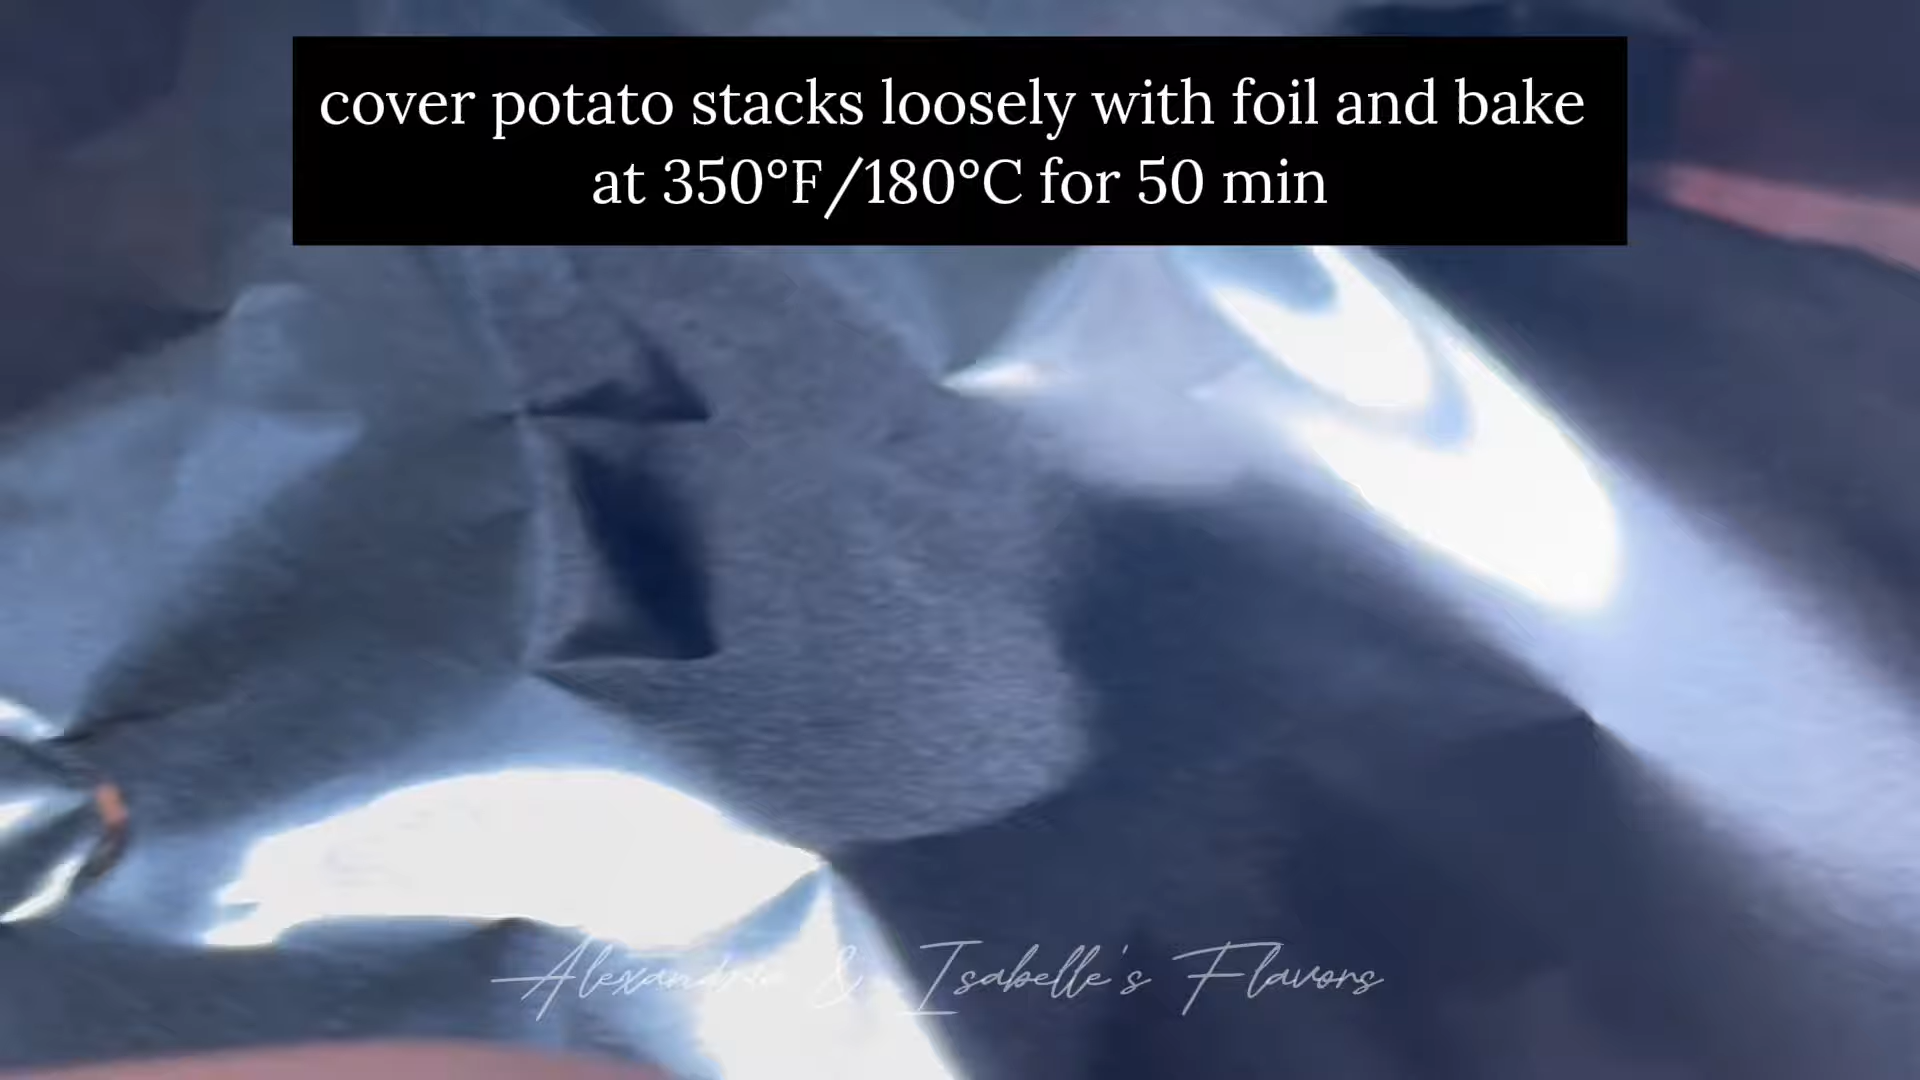 cover potato stacks loosely with foil and bake
at 350°F/180°C for 50 min
& Isabelle's Flavors